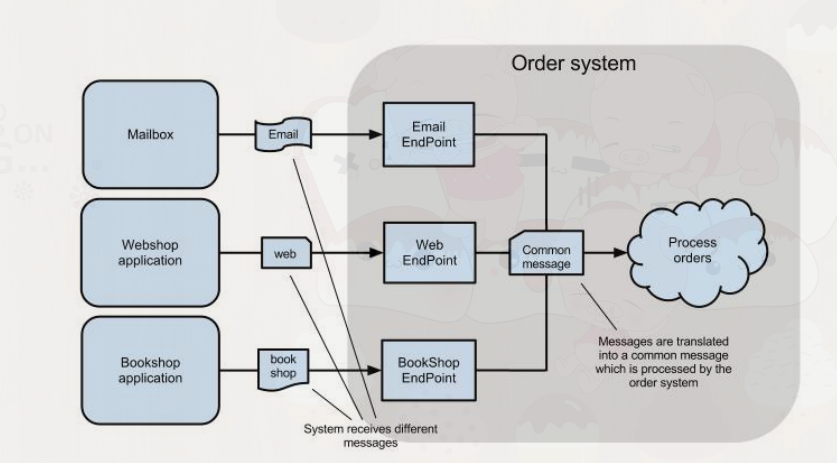 Order system
Mailbox
Email
Email
EndPoint
Webshop
application
web
Web
EndPoint
Common
message
Process
orders
Bookshop
application
book
shop
BookShop
EndPoint
Messages are translated
into a common message
which is processed by the
order system
System receives different
messages
ON